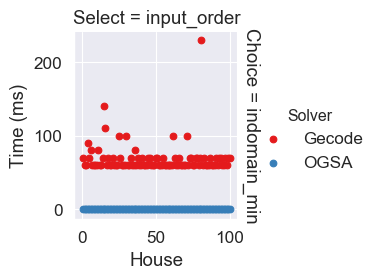 Select = input_order
Time (ms)
200
100
0
0
50
100
House
Choice = indomain_min
Solver
Gecode
OGSA